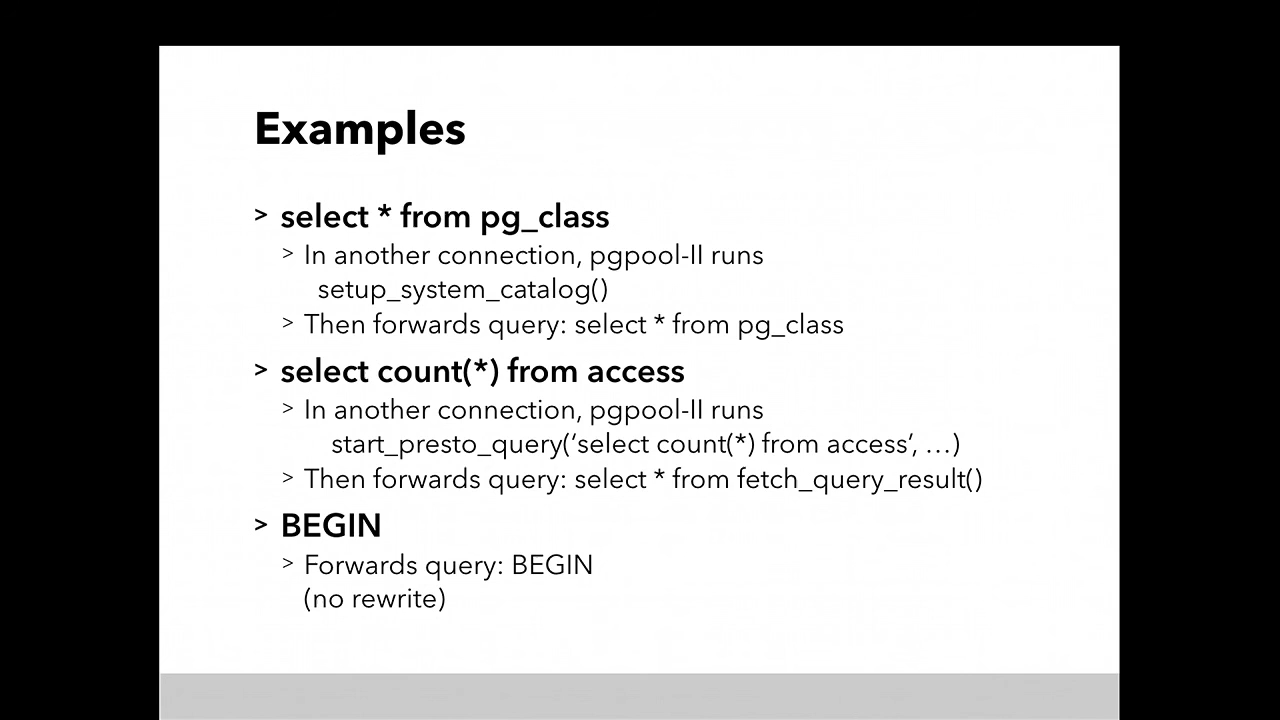 Examples
> select * from pg_class
> In another connection, pgpool-II runs
setup_system_catalog()
> Then forwards query: select * from pg_class
> select count(*) from access
> In another connection, pgpool-II runs
start_presto_query(‘select count(*) from access’, …)
> Then forwards query: select * from fetch_query_result()
> BEGIN
> Forwards query: BEGIN
(no rewrite)